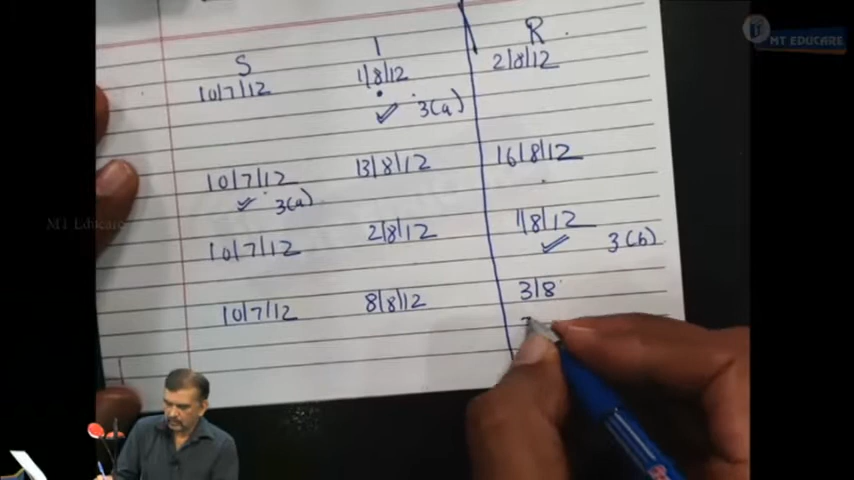 MT EDUCARE
S I R
10/7/12 1/8/12 2/8/12
✓ 3(a)
10/7/12 13/8/12 16/8/12
✓ 3(a)
10/7/12 2/8/12 1/8/12
✓ 3(b)
10/7/12 8/8/12 3/8
MT Educare